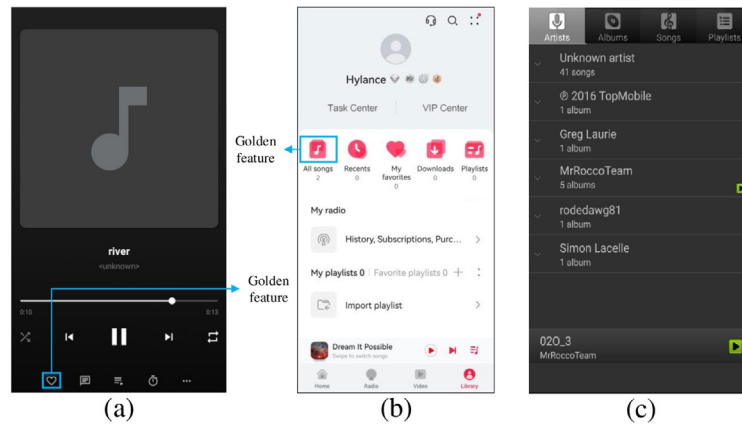 river
<unknown>
0:10
0:13
(a)
Golden
feature
Golden
feature
Hylance
Task Center
VIP Center
All songs
2
Recents
0
My
favorites
0
Downloads
0
Playlists
0
My radio
History, Subscriptions, Purc...
My playlists 0
Favorite playlists 0
Import playlist
Dream It Possible
Swipe to switch songs
Home
Radio
Video
Library
(b)
Artists
Albums
Songs
Playlists
Unknown artist
41 songs
℗ 2016 TopMobile
1 album
Greg Laurie
1 album
MrRoccoTeam
5 albums
rodedawg81
1 album
Simon Lacelle
1 album
020_3
MrRoccoTeam
(c)